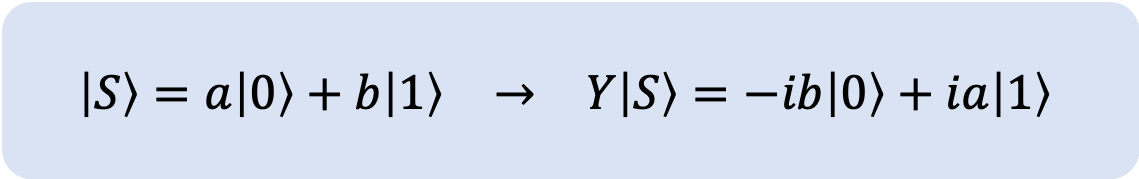 |S⟩ = a|0⟩ + b|1⟩ → Y|S⟩ = −ib|0⟩ + ia|1⟩